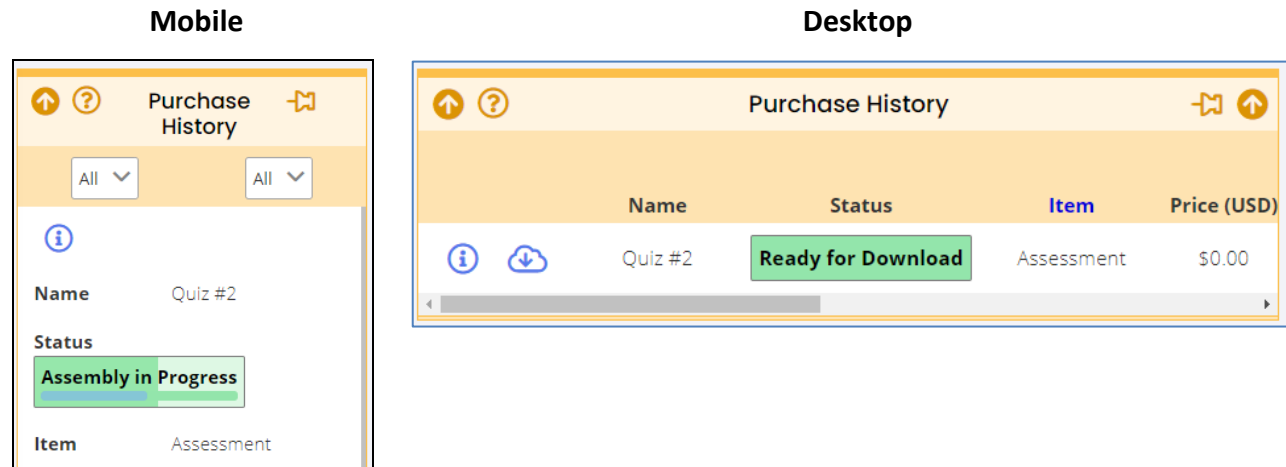 Mobile
Desktop
Purchase
History
All
All
Name Quiz #2
Status
Assembly in Progress
Item Assessment
Purchase History
Name Status Item Price (USD)
Quiz #2 Ready for Download Assessment $0.00